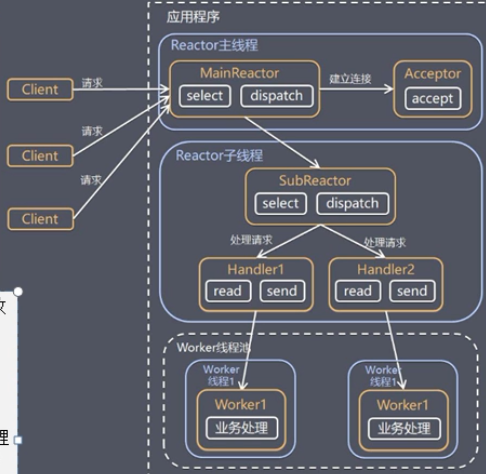 应用程序
Reactor主线程
MainReactor
select dispatch
建立连接
Acceptor
accept
Client
请求
Client
请求
Client
请求
Reactor子线程
SubReactor
select dispatch
处理请求
处理请求
Handler1
read send
Handler2
read send
Worker线程池
Worker
线程1
Worker1
业务处理
Worker
线程1
Worker1
业务处理
理